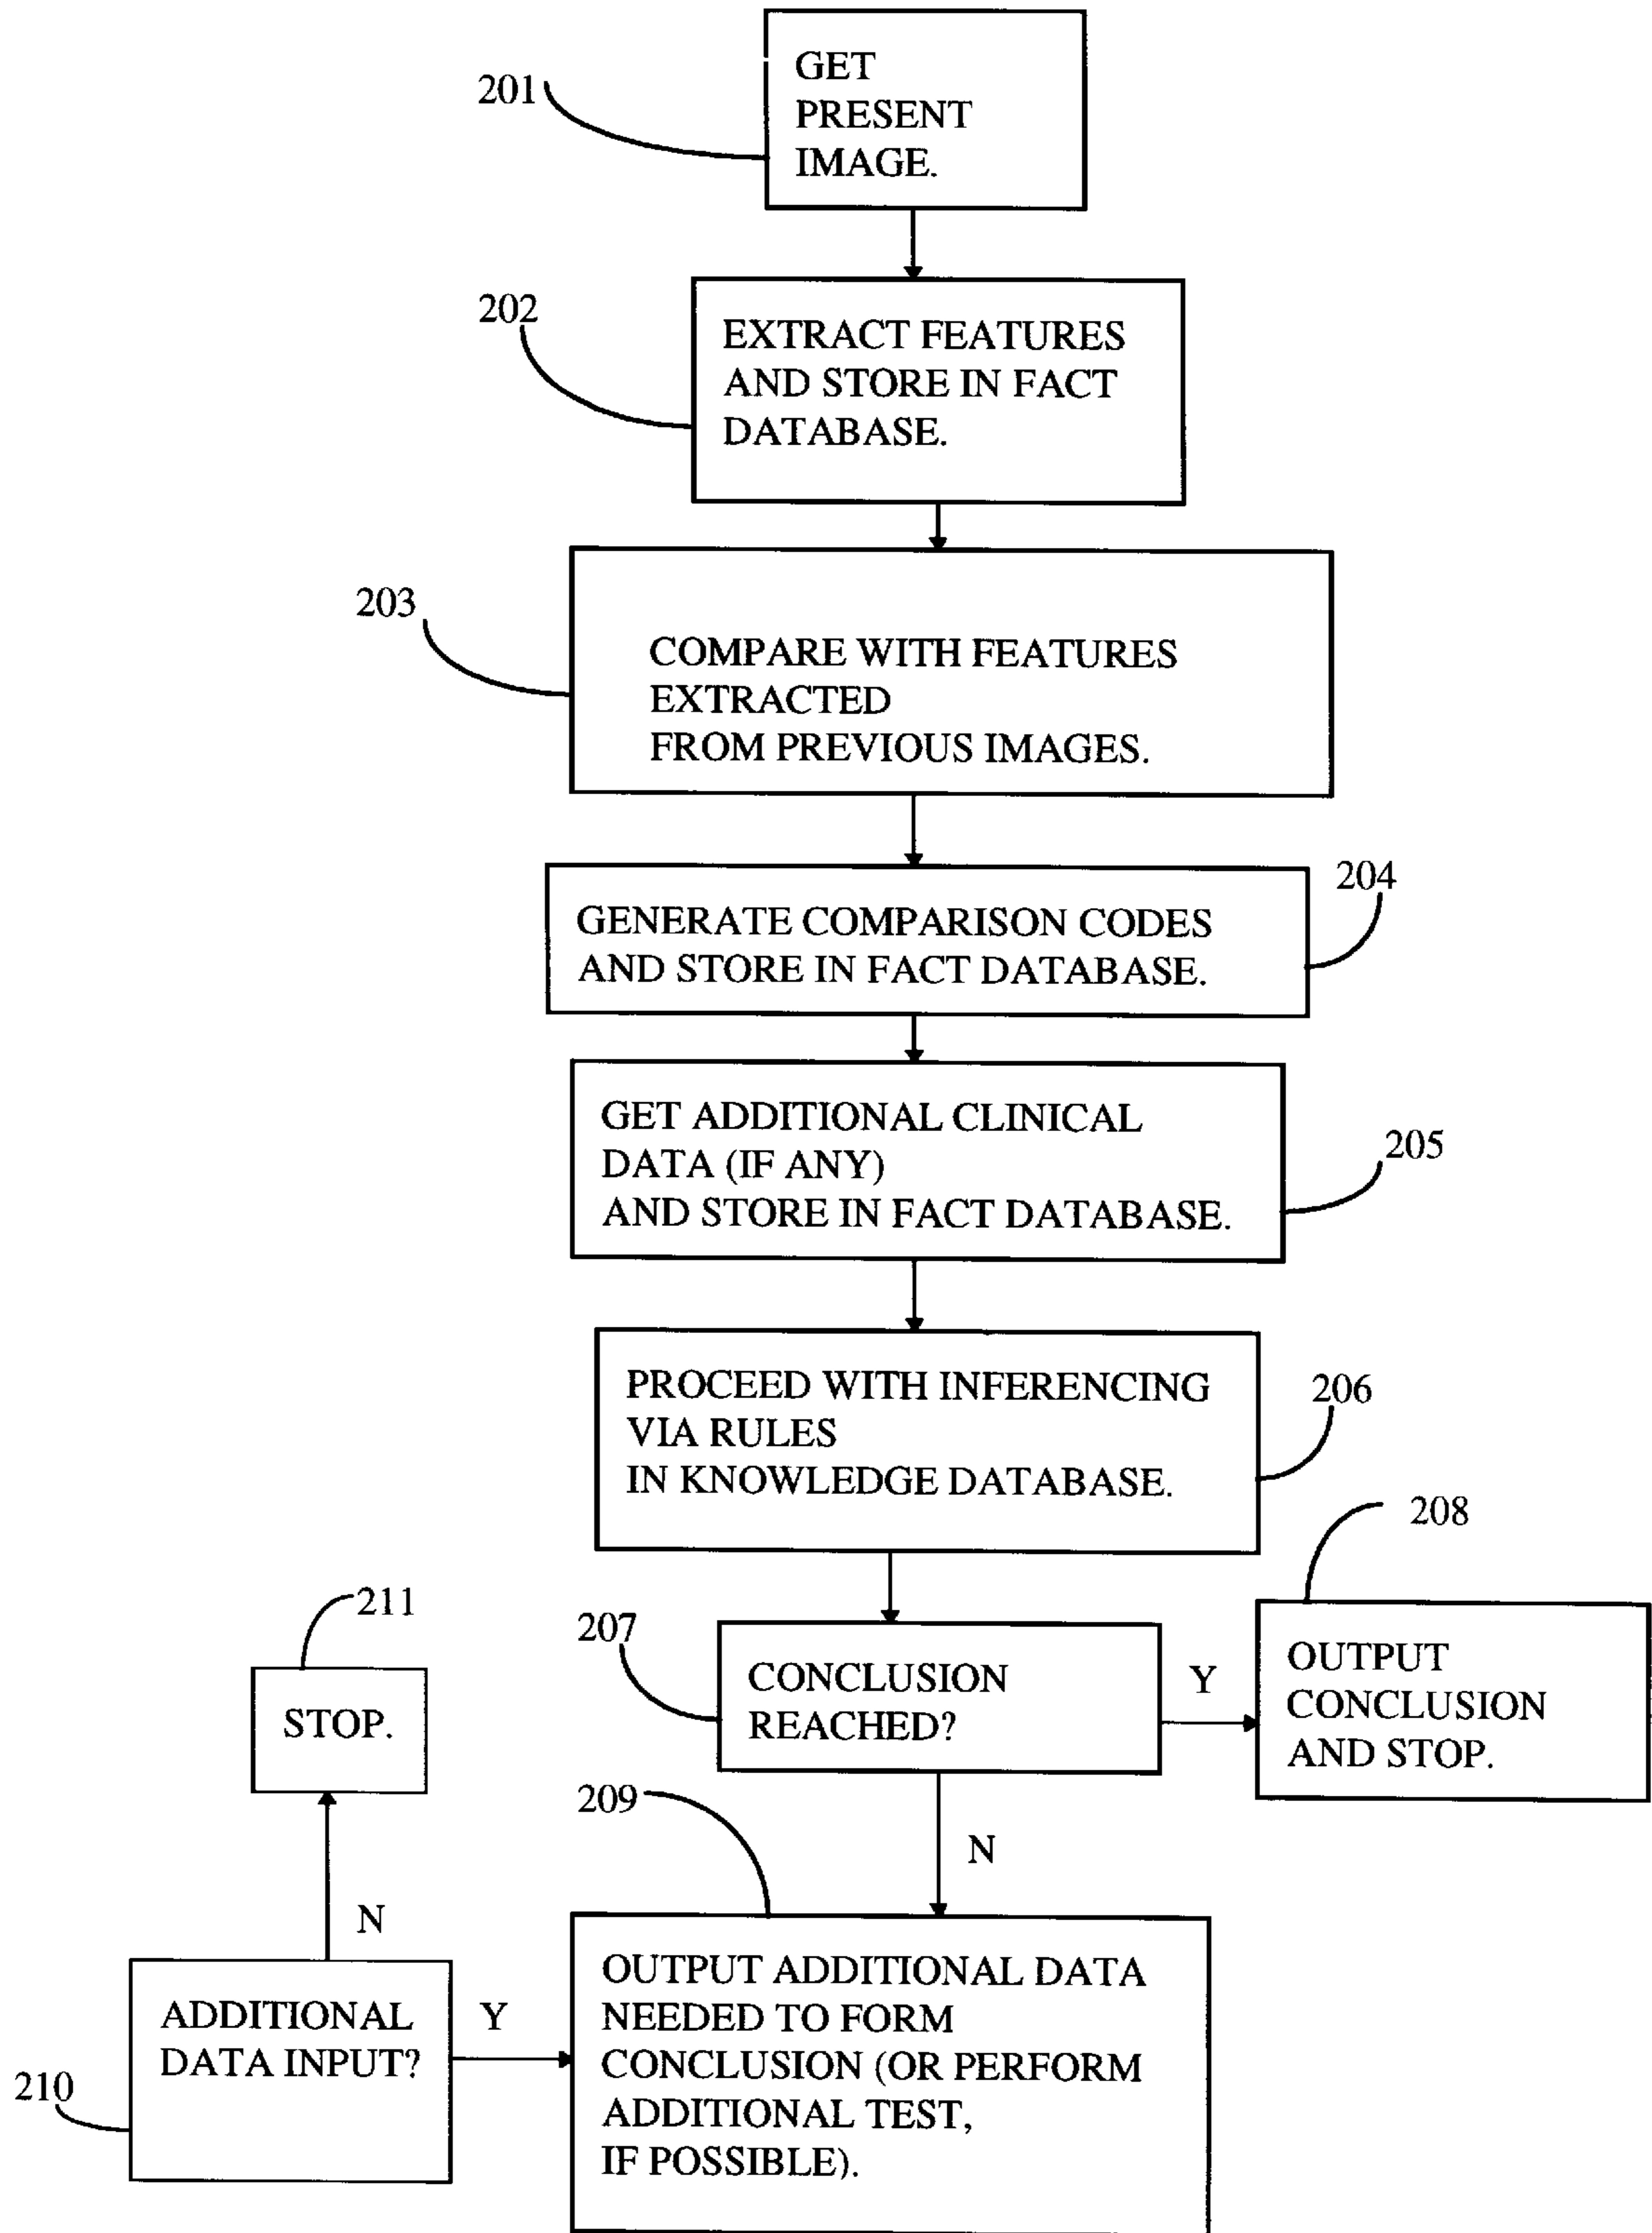 201
GET
PRESENT
IMAGE.
202
EXTRACT FEATURES
AND STORE IN FACT
DATABASE.
203
COMPARE WITH FEATURES
EXTRACTED
FROM PREVIOUS IMAGES.
204
GENERATE COMPARISON CODES
AND STORE IN FACT DATABASE.
GET ADDITIONAL CLINICAL
DATA (IF ANY)
AND STORE IN FACT DATABASE.
205
PROCEED WITH INFERENCING
VIA RULES
IN KNOWLEDGE DATABASE.
206
208
211
207
CONCLUSION
REACHED?
Y
OUTPUT
CONCLUSION
AND STOP.
STOP.
209
N
N
ADDITIONAL
DATA INPUT?
Y
210
OUTPUT ADDITIONAL DATA
NEEDED TO FORM
CONCLUSION (OR PERFORM
ADDITIONAL TEST,
IF POSSIBLE).